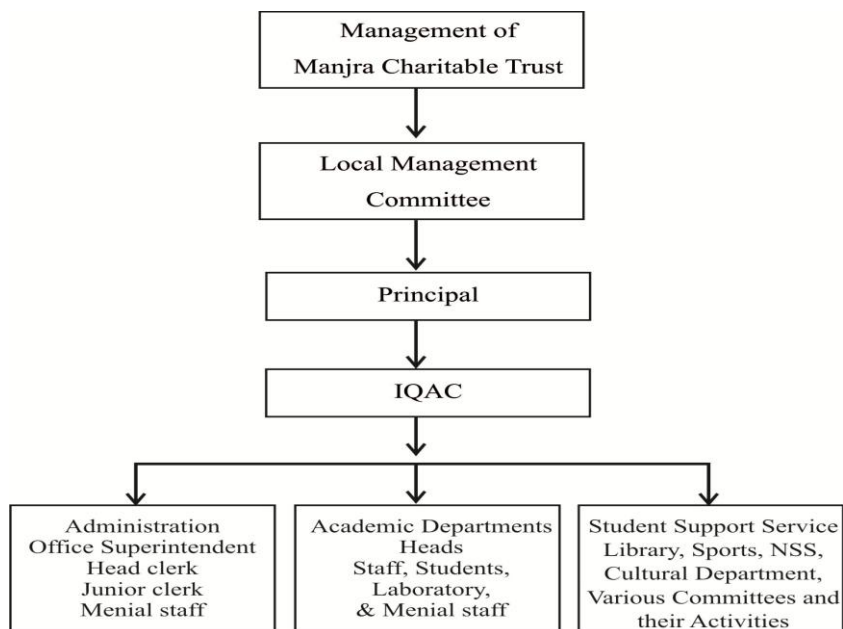 Management of
Manjra Charitable Trust
Local Management
Committee
Principal
IQAC
Administration
Office Superintendent
Head clerk
Junior clerk
Menial staff
Academic Departments
Heads
Staff, Students,
Laboratory,
& Menial staff
Student Support Service
Library, Sports, NSS,
Cultural Department,
Various Committees and
their Activities